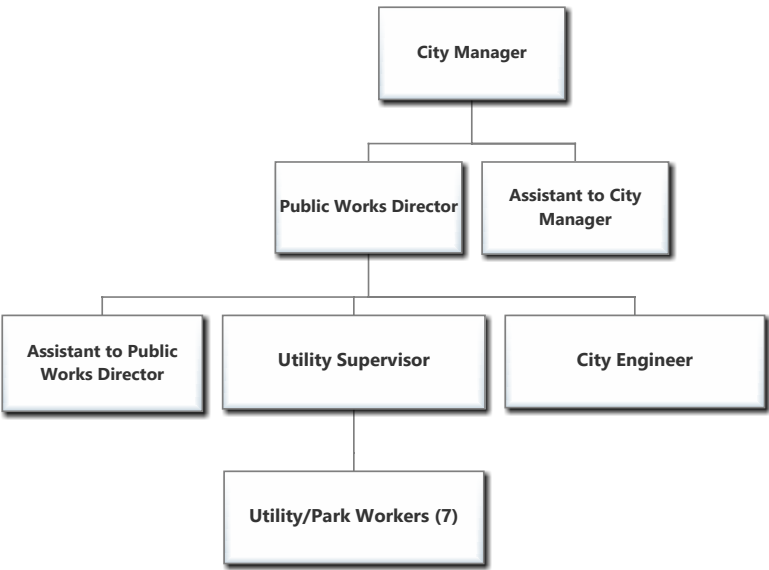 City Manager
Public Works Director
Assistant to City
Manager
Assistant to Public
Works Director
Utility Supervisor
City Engineer
Utility/Park Workers (7)